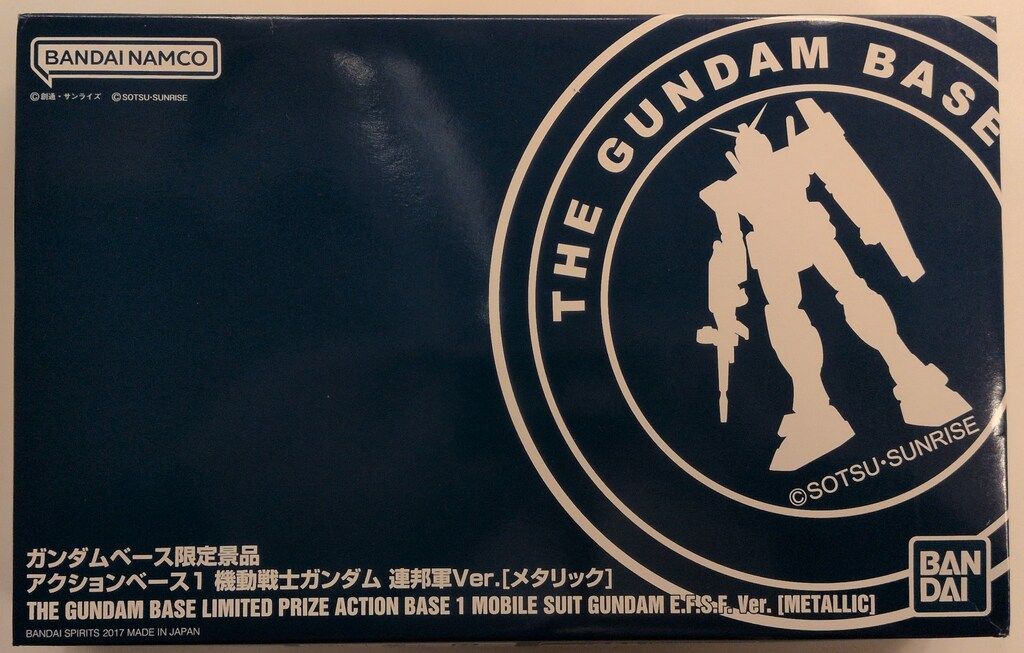 BANDAI NAMCO
©創通・サンライズ ©SOTSU・SUNRISE
THE GUNDAM BASE
©SOTSU・SUNRISE
ガンダムベース限定景品
アクションベース1 機動戦士ガンダム 連邦軍Ver.[メタリック]
THE GUNDAM BASE LIMITED PRIZE ACTION BASE 1 MOBILE SUIT GUNDAM E.F.S.F. Ver. [METALLIC]
BANDAI SPIRITS 2017 MADE IN JAPAN
BAN
DAI